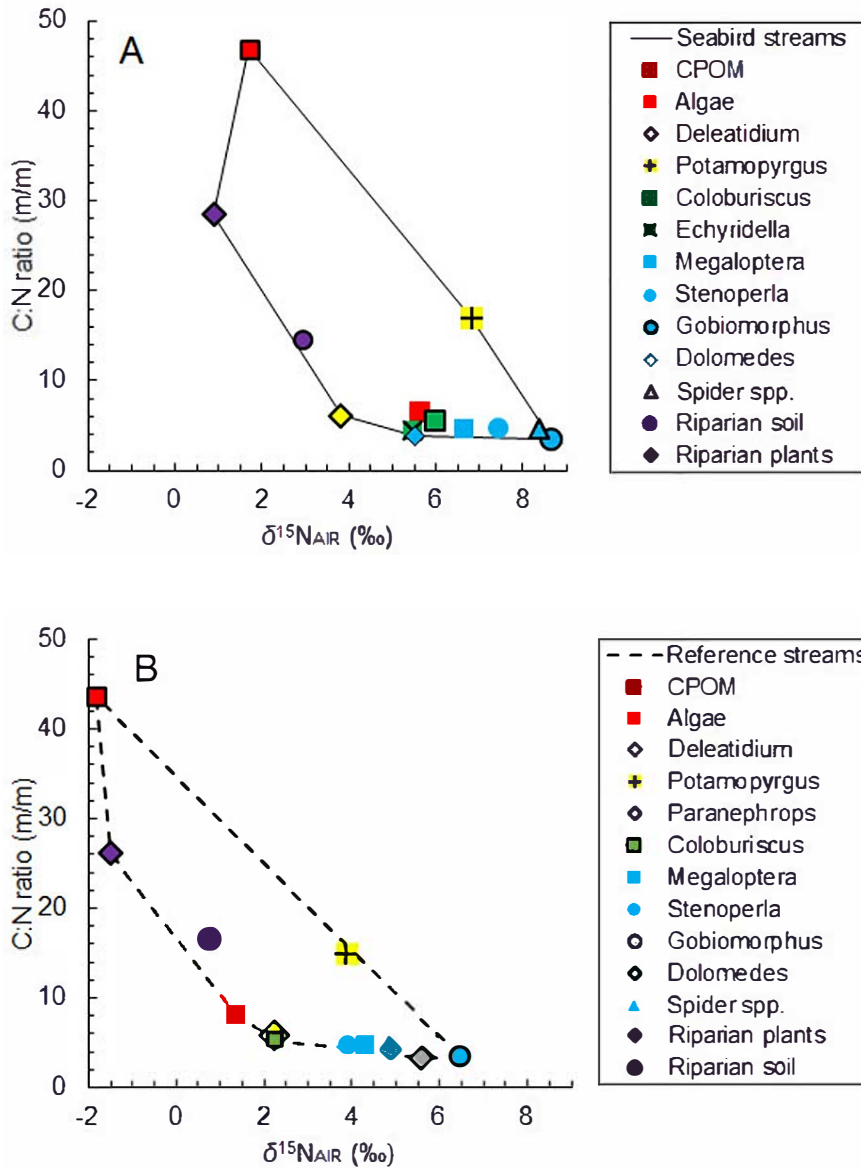 A
50
40
30
20
10
0
C:N ratio (m/m)
-2 0 2 4 6 8
δ¹⁵NAIR (‰)
Seabird streams
CPOM
Algae
Deleatidium
Potamopyrgus
Coloburiscus
Echyridella
Megaloptera
Stenoperla
Gobiomorphus
Dolomedes
Spider spp.
Riparian soil
Riparian plants
B
50
40
30
20
10
0
C:N ratio (m/m)
-2 0 2 4 6 8
δ¹⁵NAIR (‰)
Reference streams
CPOM
Algae
Deleatidium
Potamopyrgus
Paranephrops
Coloburiscus
Megaloptera
Stenoperla
Gobiomorphus
Dolomedes
Spider spp.
Riparian plants
Riparian soil